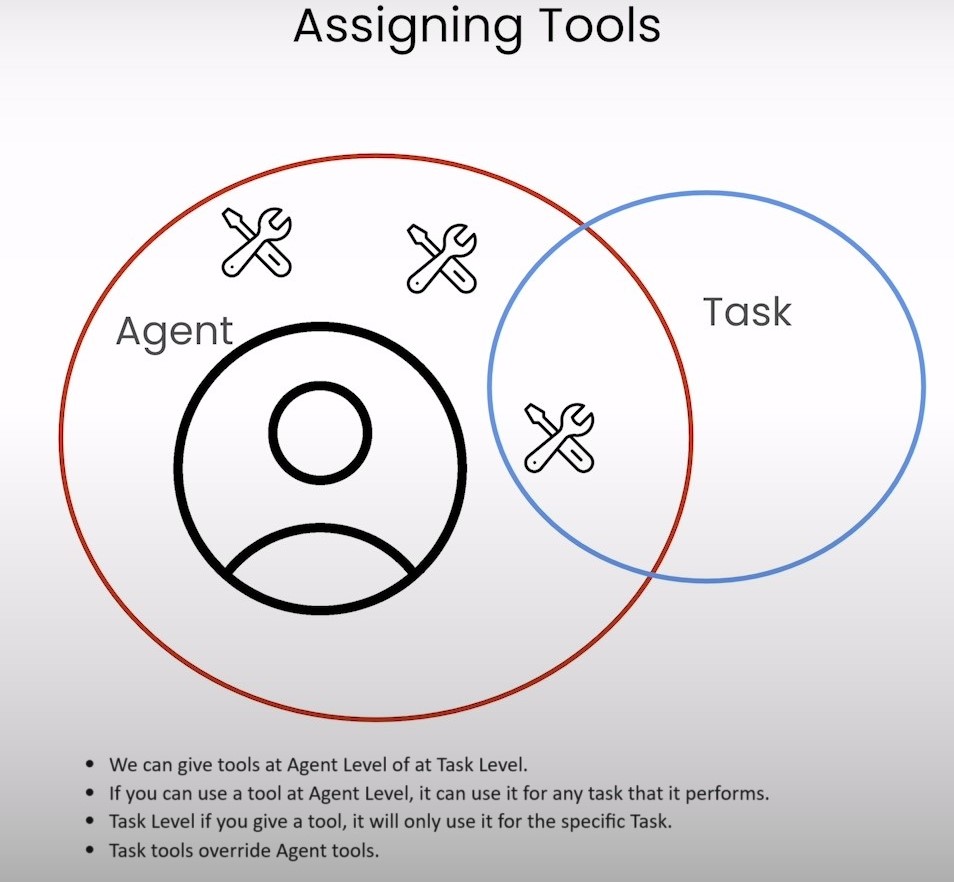 Assigning Tools
Task
Agent
• We can give tools at Agent Level of at Task Level.
• If you can use a tool at Agent Level, it can use it for any task that it performs.
• Task Level if you give a tool, it will only use it for the specific Task.
• Task tools override Agent tools.